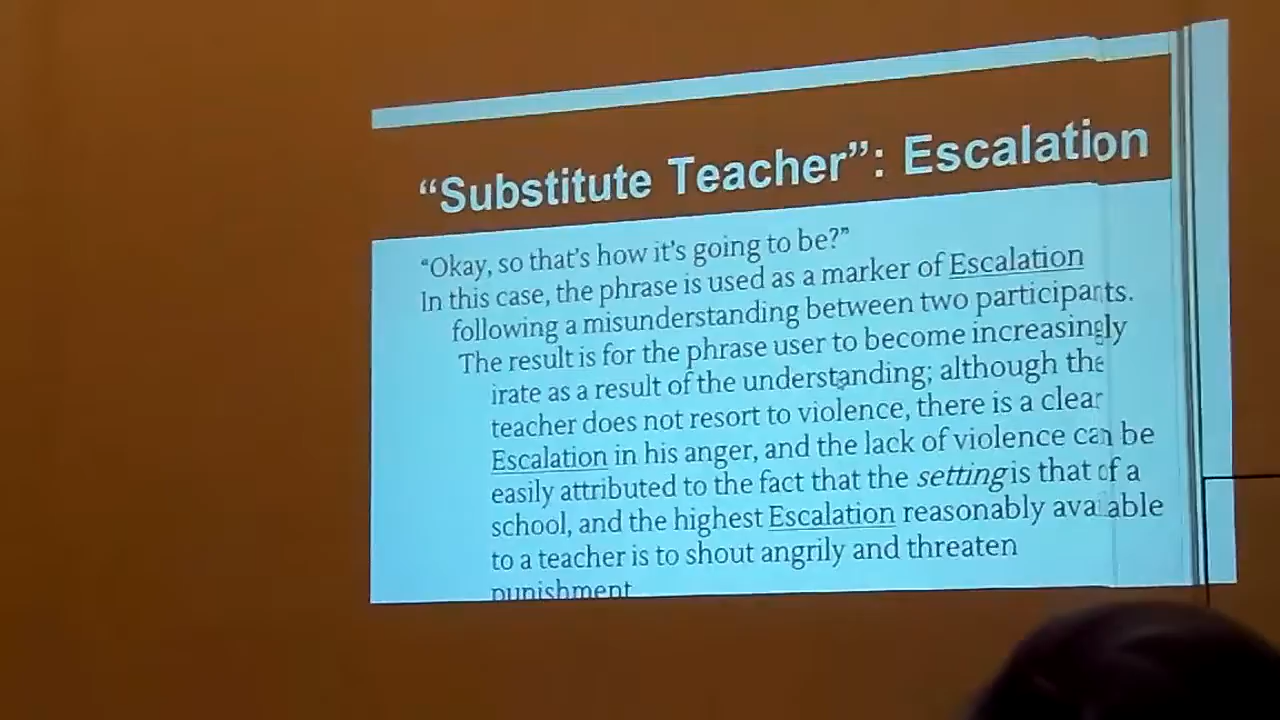 “Substitute Teacher”: Escalation
“Okay, so that’s how it’s going to be?”
In this case, the phrase is used as a marker of Escalation
following a misunderstanding between two participants.
The result is for the phrase user to become increasingly
irate as a result of the understanding; although the
teacher does not resort to violence, there is a clear
Escalation in his anger, and the lack of violence can be
easily attributed to the fact that the setting is that of a
school, and the highest Escalation reasonably available
to a teacher is to shout angrily and threaten
punishment